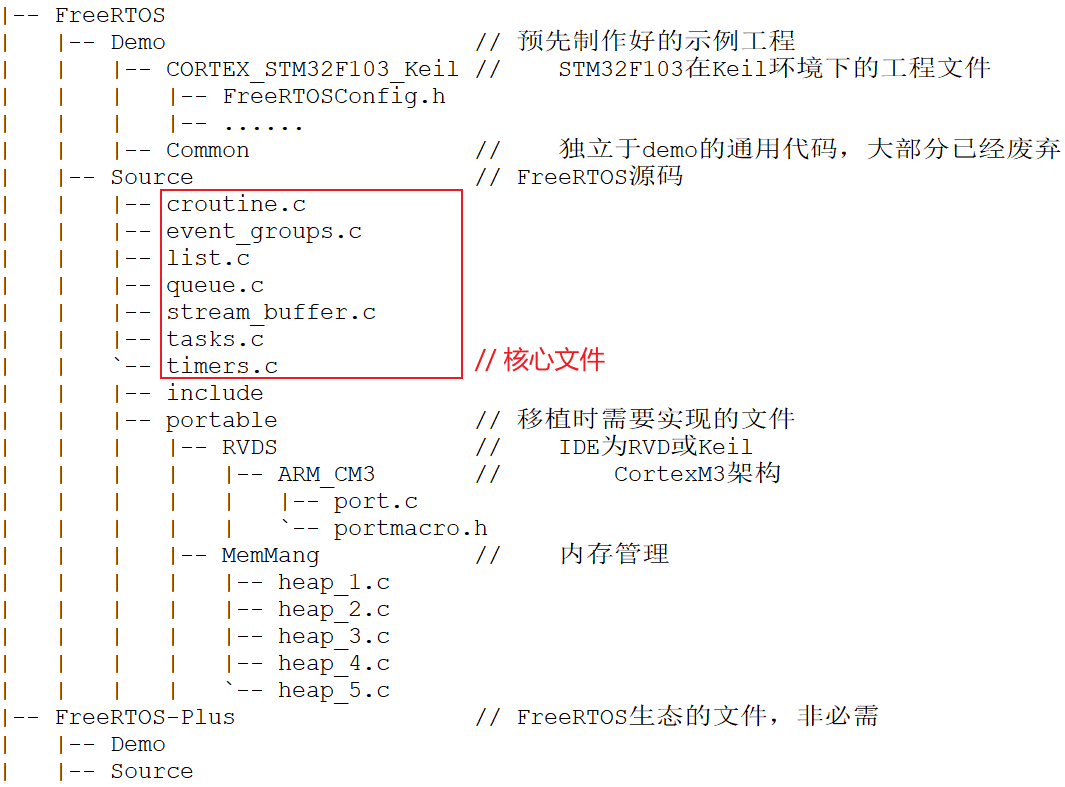 |-- FreeRTOS
|   |-- Demo                      // 预先制作好的示例工程
|   |   |-- CORTEX_STM32F103_Keil //    STM32F103在Keil环境下的工程文件
|   |   |   |-- FreeRTOSConfig.h
|   |   |   |-- ......
|   |   |-- Common                //    独立于demo的通用代码，大部分已经废弃
|   |-- Source                    // FreeRTOS源码
|   |   |-- croutine.c
|   |   |-- event_groups.c
|   |   |-- list.c
|   |   |-- queue.c
|   |   |-- stream_buffer.c
|   |   |-- tasks.c
|   |   `-- timers.c              // 核心文件
|   |   |-- include
|   |   |-- portable              // 移植时需要实现的文件
|   |   |   |-- RVDS              //    IDE为RVD或Keil
|   |   |   |   |-- ARM_CM3       //        CortexM3架构
|   |   |   |   |   |-- port.c
|   |   |   |   |   `-- portmacro.h
|   |   |   |-- MemMang           //    内存管理
|   |   |   |   |-- heap_1.c
|   |   |   |   |-- heap_2.c
|   |   |   |   |-- heap_3.c
|   |   |   |   |-- heap_4.c
|   |   |   |   `-- heap_5.c
|-- FreeRTOS-Plus                 // FreeRTOS生态的文件，非必需
|   |-- Demo
|   |-- Source